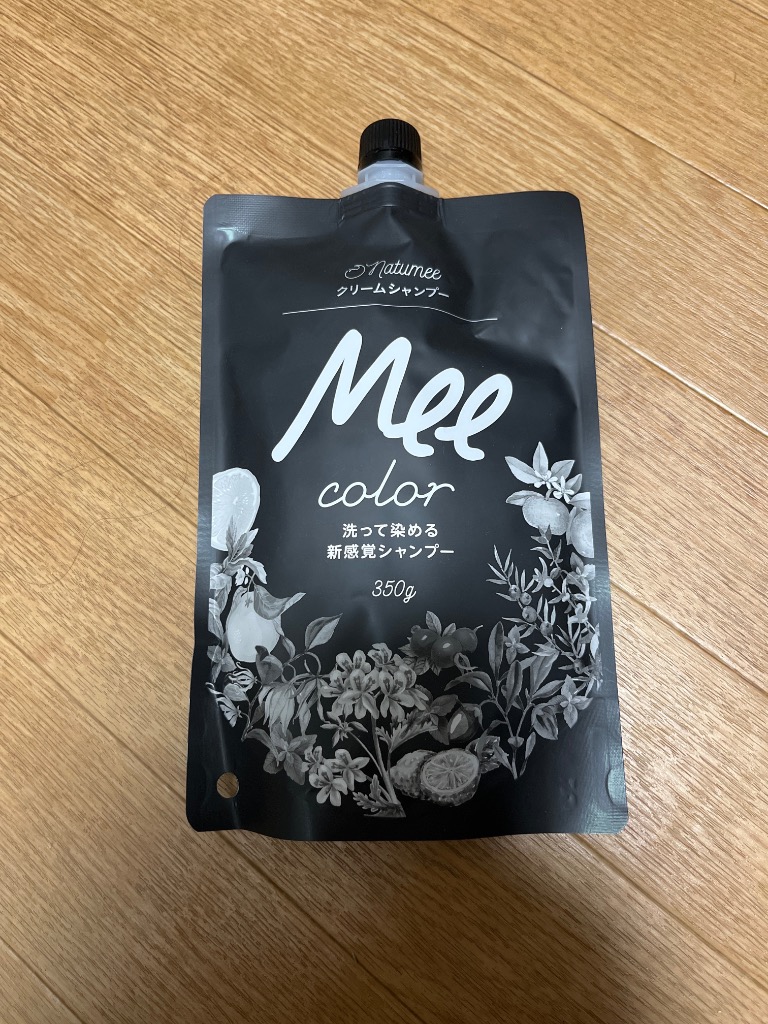 Natumee
クリームシャンプー
Mee
color
洗って染める
新感覚シャンプー
350g